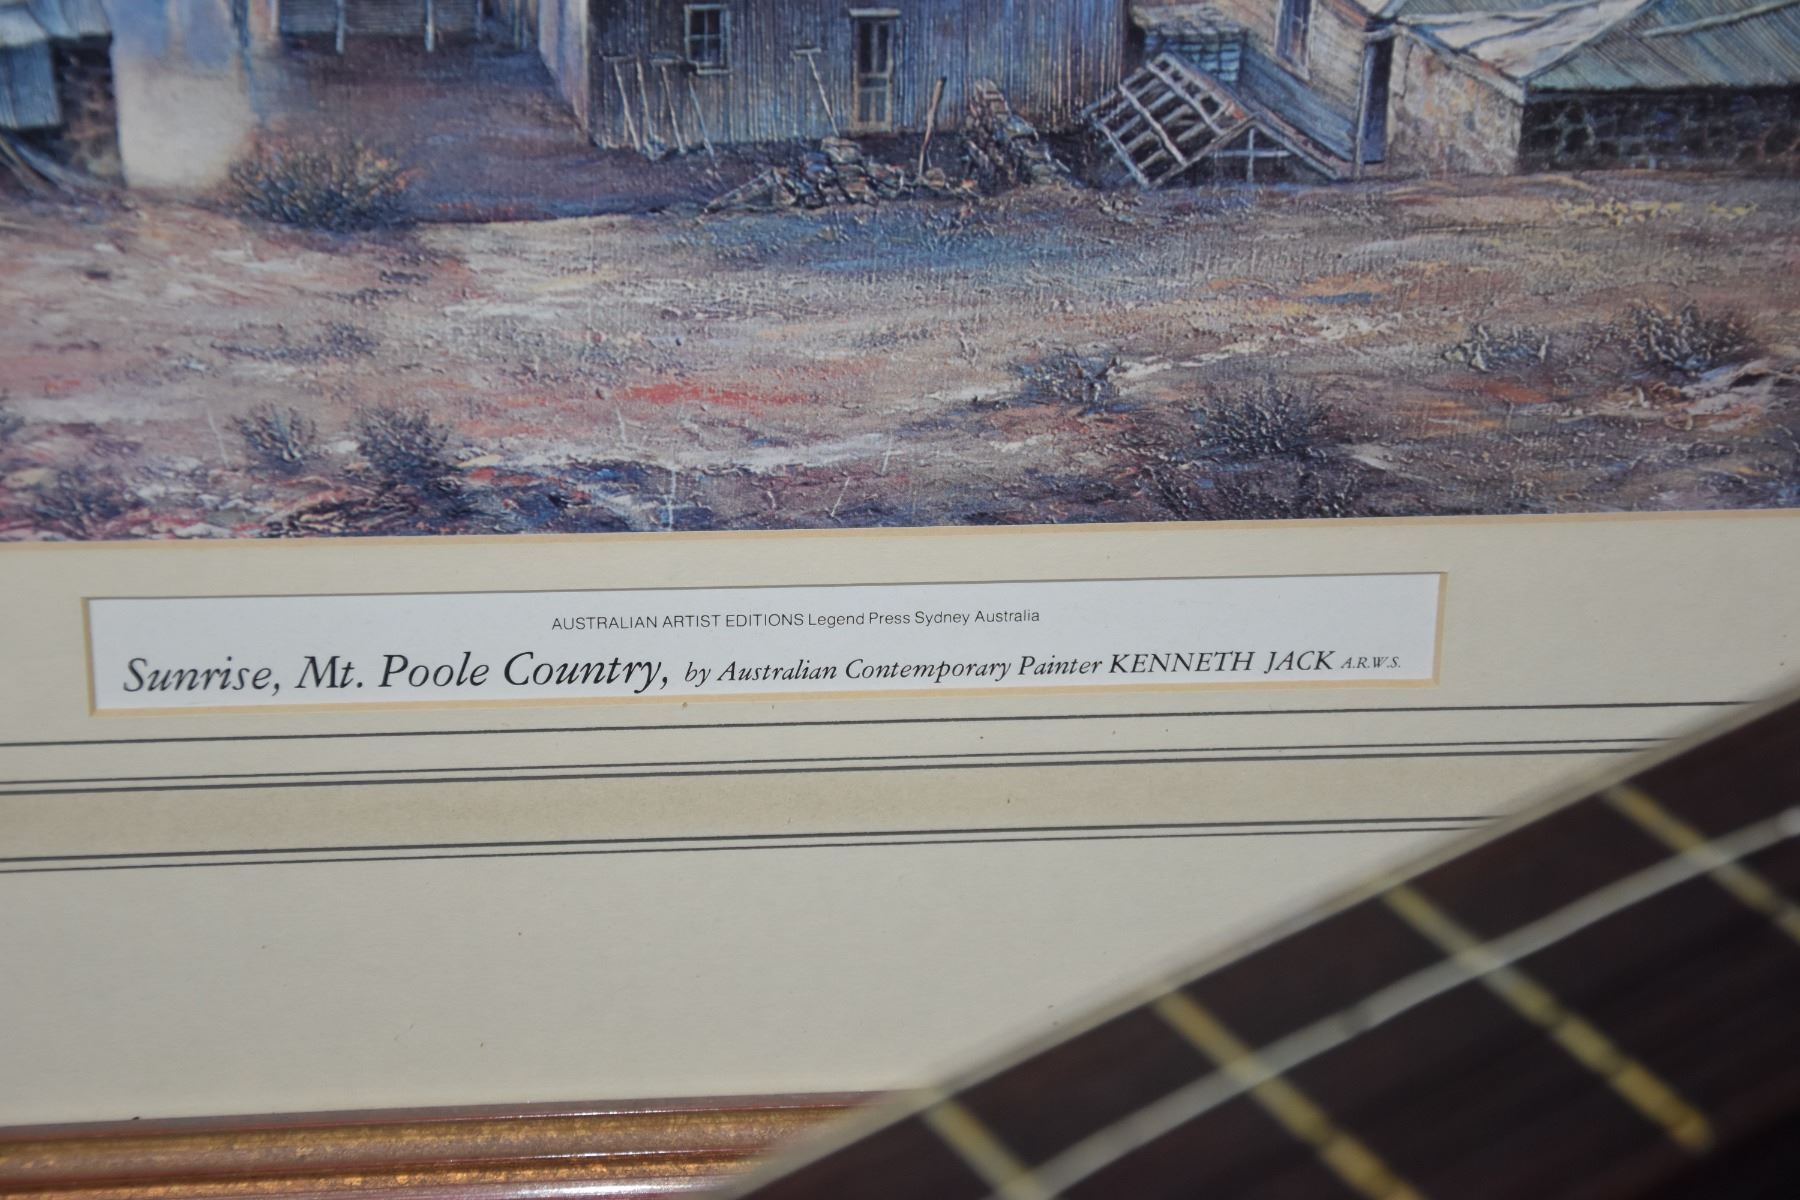 AUSTRALIAN ARTIST EDITIONS Legend Press Sydney Australia
Sunrise, Mt. Poole Country, by Australian Contemporary Painter KENNETH JACK A.R.W.S.